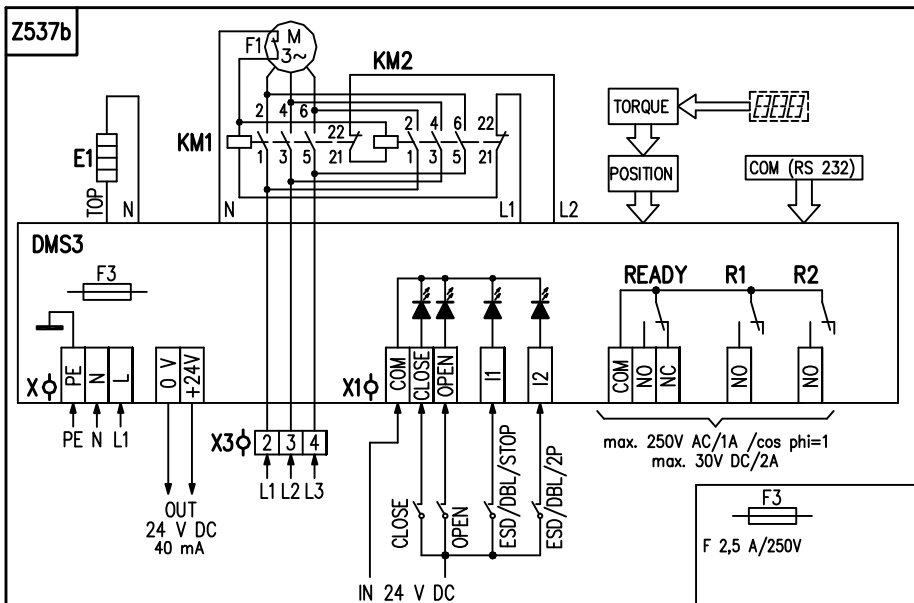 Z537b
F1
M
3~
KM2
2 4 6
22
2 4 6 22
KM1
1 3 5 21
1 3 5 21
E1
TOP
N
N
L1
L2
TORQUE
POSITION
COM (RS 232)
DMS3
F3
READY R1 R2
X
PE
N
L
0 V
+24V
X1
COM
CLOSE
OPEN
I1
I2
COM
NO
NC
NO
NO
PE N L1
X3
2 3 4
L1 L2 L3
OUT
24 V DC
40 mA
CLOSE
OPEN
ESD/DBL/STOP
ESD/DBL/2P
IN 24 V DC
max. 250V AC/1A /cos phi=1
max. 30V DC/2A
F3
F 2,5 A/250V